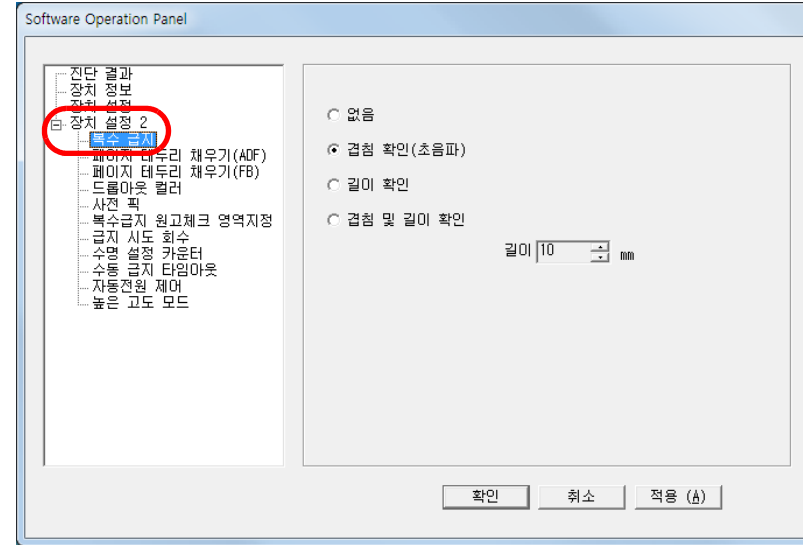 Software Operation Panel
진단 결과
장치 정보
장치 설정
장치 설정 2
복수 급지
페이지 테두리 채우기(ADF)
페이지 테두리 채우기(FB)
드롭아웃 컬러
사전 픽
복수급지 원고체크 영역지정
급지 시도 회수
수명 설정 카운터
수동 급지 타임아웃
자동전원 제어
높은 고도 모드
없음
겹침 확인(초음파)
길이 확인
겹침 및 길이 확인
길이 10 mm
확인 취소 적용 (A)